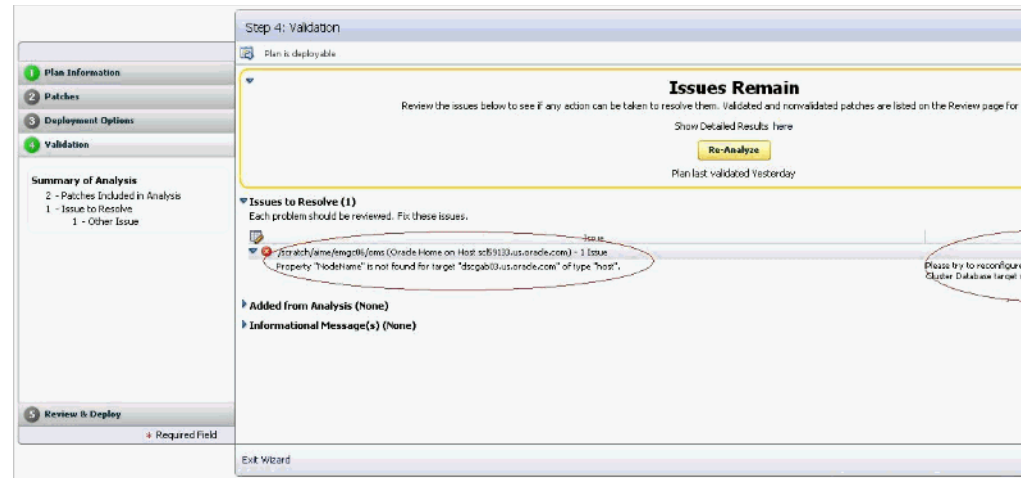 Step 4: Validation
Plan is deployable
1 Plan Information
2 Patches
3 Deployment Options
4 Validation
Summary of Analysis
2 - Patches Included in Analysis
1 - Issue to Resolve
1 - Other Issue
Issues Remain
Review the issues below to see if any action can be taken to resolve them. Validated and nonvalidated patches are listed on the Review page for
Show Detailed Results here
Re-Analyze
Plan last validated Yesterday
Issues to Resolve (1)
Each problem should be reviewed. Fix these issues.
Issue
/scratch/aime/emgc06/oms (Oracle Home on Host scl59133.us.oracle.com) - 1 Issue
Property "NodeName" is not found for target "dscgab03.us.oracle.com" of type "host".
Please try to reconfigure
Cluster Database target
Added from Analysis (None)
Informational Message(s) (None)
5 Review & Deploy
* Required Field
Exit Wizard